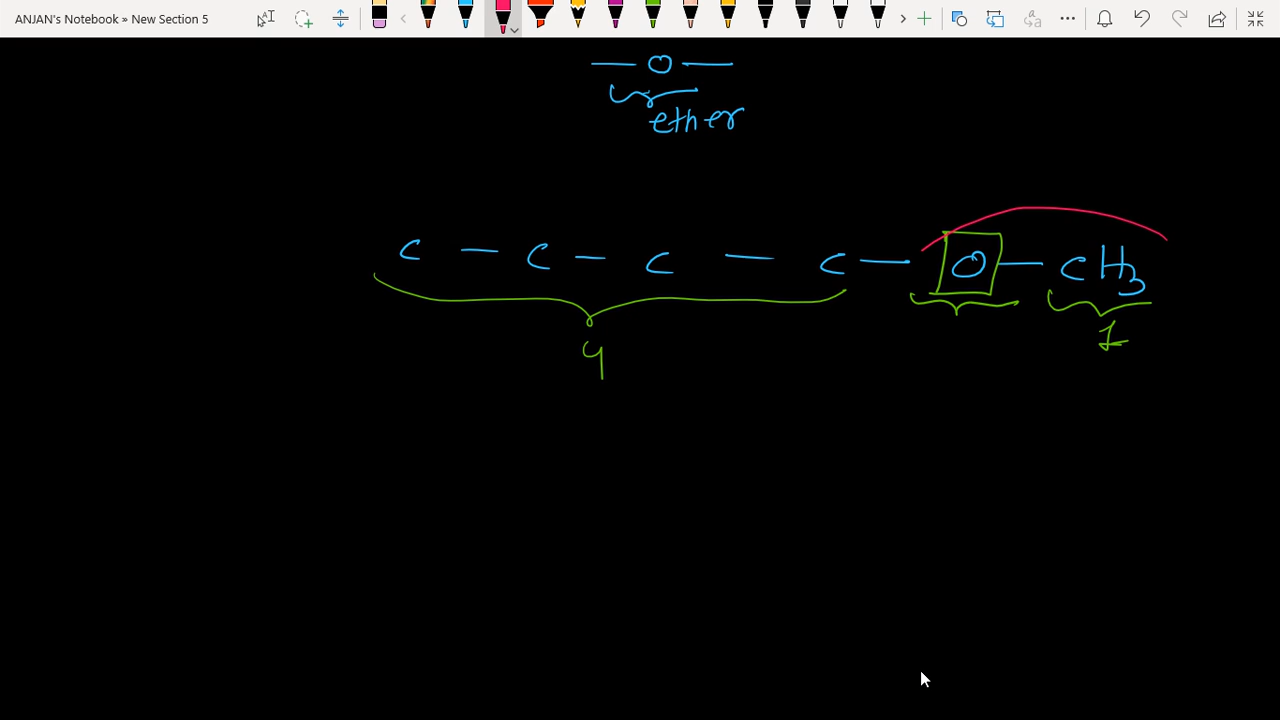 ANJAN's Notebook » New Section 5
— O —
ether
C — C — C — C — O — CH3
4 1